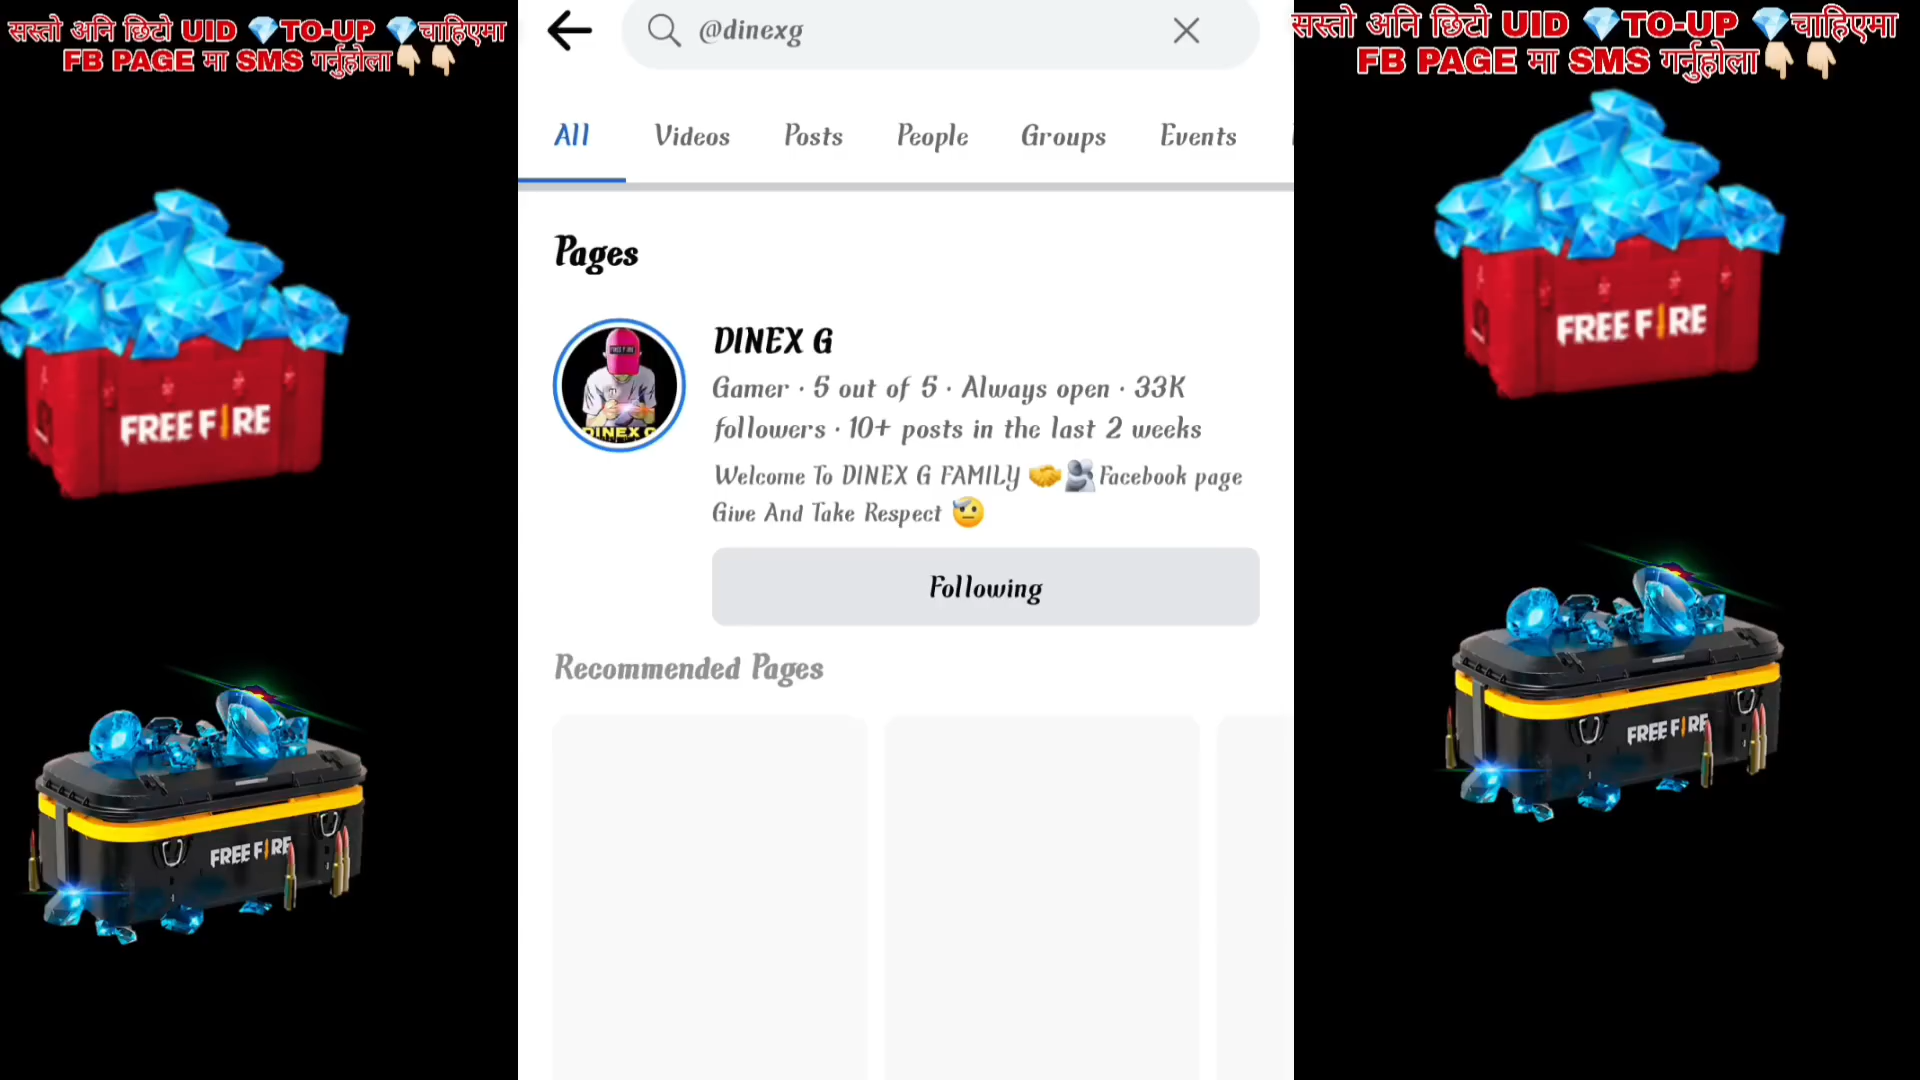 सस्तो अनि छिटो UID 💎TO-UP 💎चाहिएमा
FB PAGE मा SMS गर्नुहोला👇🏻👇🏻
FREE FIRE
FREE FIRE
@dinexg
All Videos Posts People Groups Events
Pages
DINEX G
DINEX G
Gamer · 5 out of 5 · Always open · 33K
followers · 10+ posts in the last 2 weeks
Welcome To DINEX G FAMILY 🤝🫂Facebook page
Give And Take Respect 🤕
Following
Recommended Pages
सस्तो अनि छिटो UID 💎TO-UP 💎चाहिएमा
FB PAGE मा SMS गर्नुहोला👇🏻👇🏻
FREE FIRE
FREE FIRE